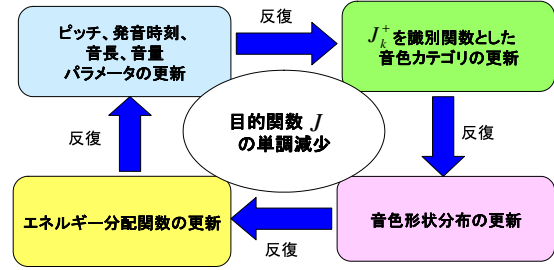 ピッチ、発音時刻、
音長、音量
パラメータの更新
反復
J_k^+ を識別関数とした
音色カテゴリの更新
目的関数 J
の単調減少
反復
反復
エネルギー分配関数の更新
反復
音色形状分布の更新